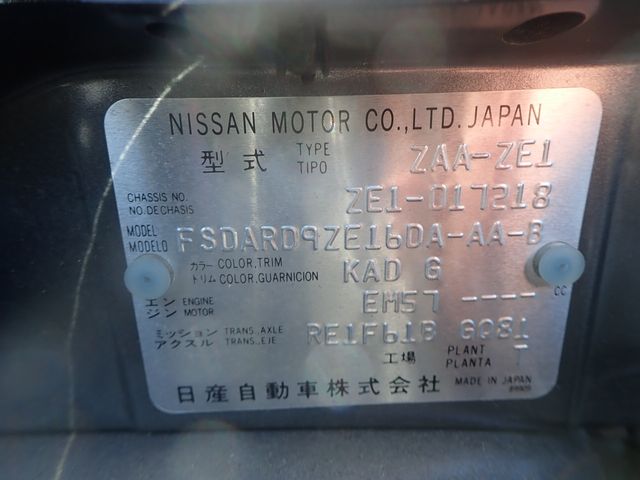 NISSAN MOTOR CO.,LTD. JAPAN
型式 TYPE TIPO ZAA-ZE1
CHASSIS NO. NO.DE CHASIS ZE1-017218
MODEL MODELO FSDARD9ZE16DA-AA-B
カラー COLOR,TRIM
トリム COLOR,GUARNICION KAD G
エンジン ENGINE MOTOR EM57 ---- CC
ミッション TRANS.AXLE
アクスル TRANS.EJE RE1F61B GO81
工場 PLANT PLANTA T
日産自動車株式会社 MADE IN JAPAN